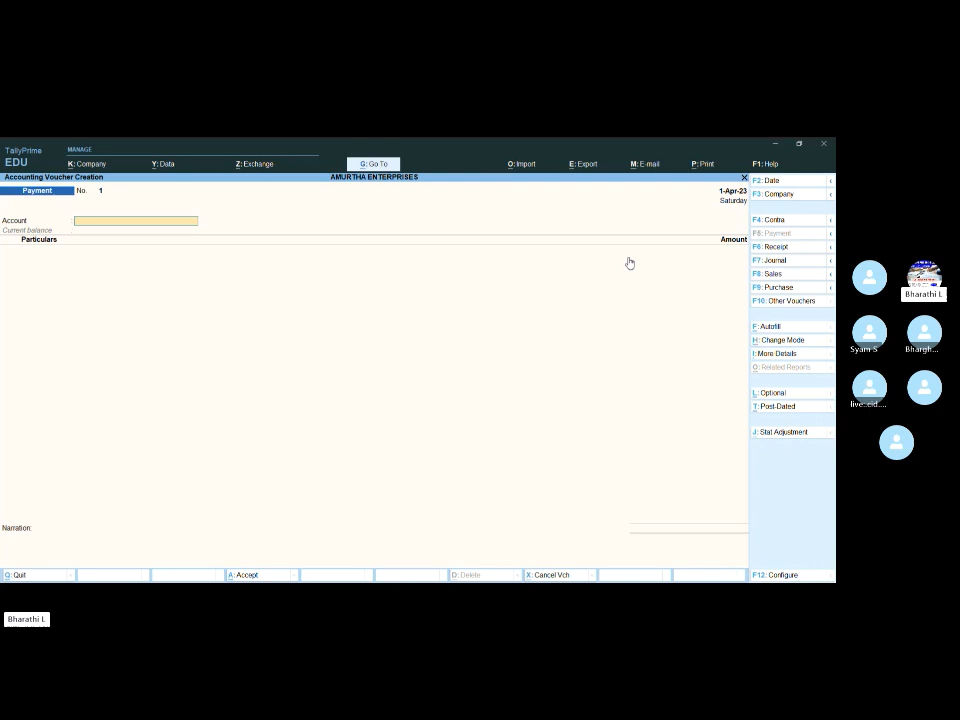 TallyPrime
EDU
MANAGE
K: Company
Y: Data
Z: Exchange
G: Go To
O: Import
E: Export
M: E-mail
P: Print
F1: Help
Accounting Voucher Creation
AMURTHA ENTERPRISES
X
Payment
No. 1
1-Apr-23
Saturday
Account :
Current balance
Particulars
Amount
F2: Date
F3: Company
F4: Contra
F5: Payment
F6: Receipt
F7: Journal
F8: Sales
F9: Purchase
F10: Other Vouchers
F: Autofill
H: Change Mode
I: More Details
O: Related Reports
L: Optional
T: Post-Dated
J: Stat Adjustment
Narration:
Q: Quit
A: Accept
D: Delete
X: Cancel Vch
F12: Configure
Bharathi L
Syam S
Bhargh...
live:.cid....
Bharathi L